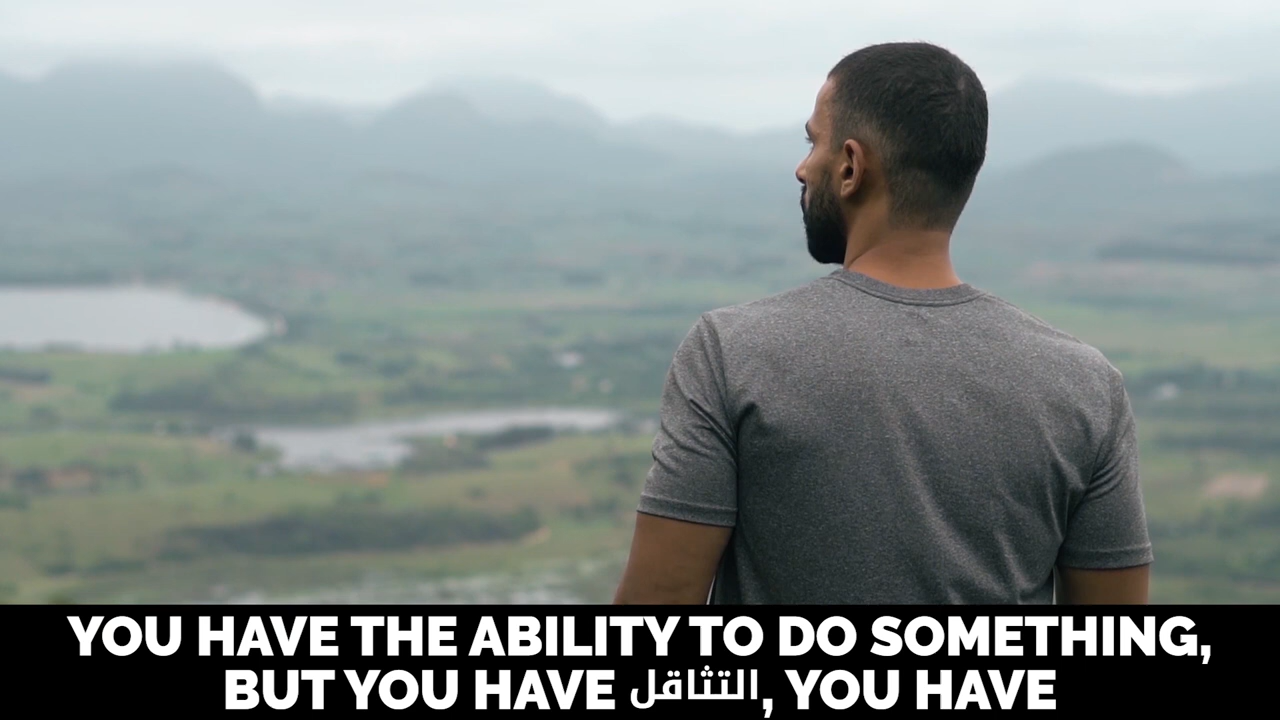 YOU HAVE THE ABILITY TO DO SOMETHING,
BUT YOU HAVE التثاقل, YOU HAVE